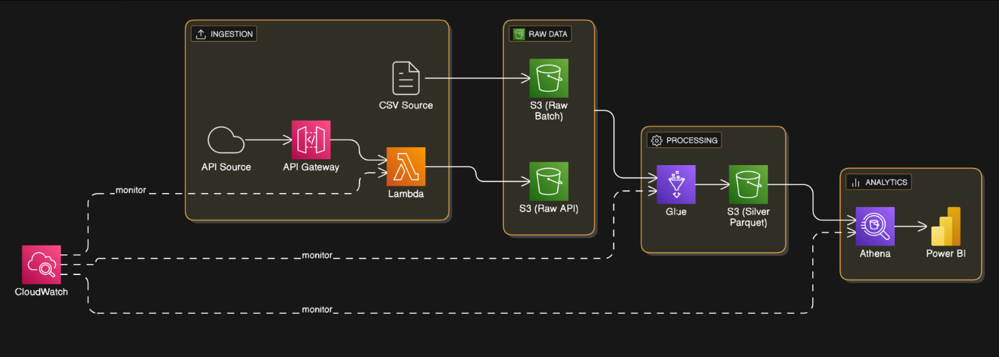 INGESTION
RAW DATA
CSV Source
S3 (Raw
Batch)
API Source
API Gateway
Lambda
S3 (Raw API)
PROCESSING
Glue
S3 (Silver
Parquet)
ANALYTICS
Athena
Power BI
monitor
monitor
monitor
CloudWatch